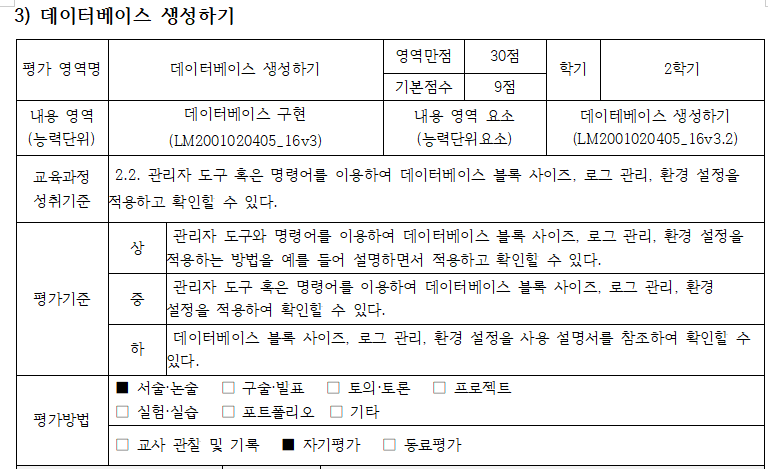 3) 데이터베이스 생성하기
평가 영역명
데이터베이스 생성하기
영역만점
30점
기본점수
9점
학기
2학기
내용 영역
(능력단위)
데이터베이스 구현
(LM2001020405_16v3)
내용 영역 요소
(능력단위요소)
데이테베이스 생성하기
(LM2001020405_16v3.2)
교육과정
성취기준
2.2. 관리자 도구 혹은 명령어를 이용하여 데이터베이스 블록 사이즈, 로그 관리, 환경 설정을
적용하고 확인할 수 있다.
평가기준
상
관리자 도구와 명령어를 이용하여 데이터베이스 블록 사이즈, 로그 관리, 환경 설정을
적용하는 방법을 예를 들어 설명하면서 적용하고 확인할 수 있다.
중
관리자 도구 혹은 명령어를 이용하여 데이터베이스 블록 사이즈, 로그 관리, 환경
설정을 적용하여 확인할 수 있다.
하
데이터베이스 블록 사이즈, 로그 관리, 환경 설정을 사용 설명서를 참조하여 확인할 수
있다.
평가방법
■ 서술·논술 □ 구술·발표 □ 토의·토론 □ 프로젝트
□ 실험·실습 □ 포트폴리오 □ 기타
□ 교사 관찰 및 기록 ■ 자기평가 □ 동료평가